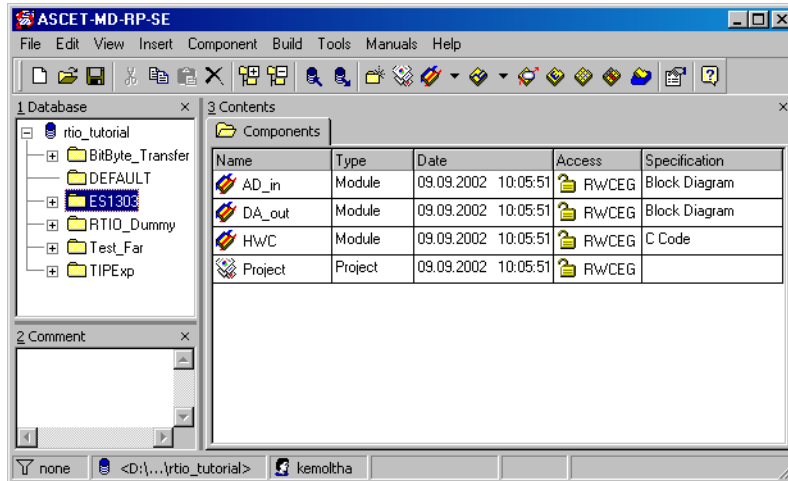 ASCET-MD-RP-SE
File Edit View Insert Component Build Tools Manuals Help
1 Database
3 Contents
rtio_tutorial
BitByte_Transfer
DEFAULT
ES1303
RTIO_Dummy
Test_Far
TIPExp
Components
Name Type Date Access Specification
AD_in Module 09.09.2002 10:05:51 RWCEG Block Diagram
DA_out Module 09.09.2002 10:05:51 RWCEG Block Diagram
HWC Module 09.09.2002 10:05:51 RWCEG C Code
Project Project 09.09.2002 10:05:51 RWCEG
2 Comment
none <D:\...\rtio_tutorial> kemoltha